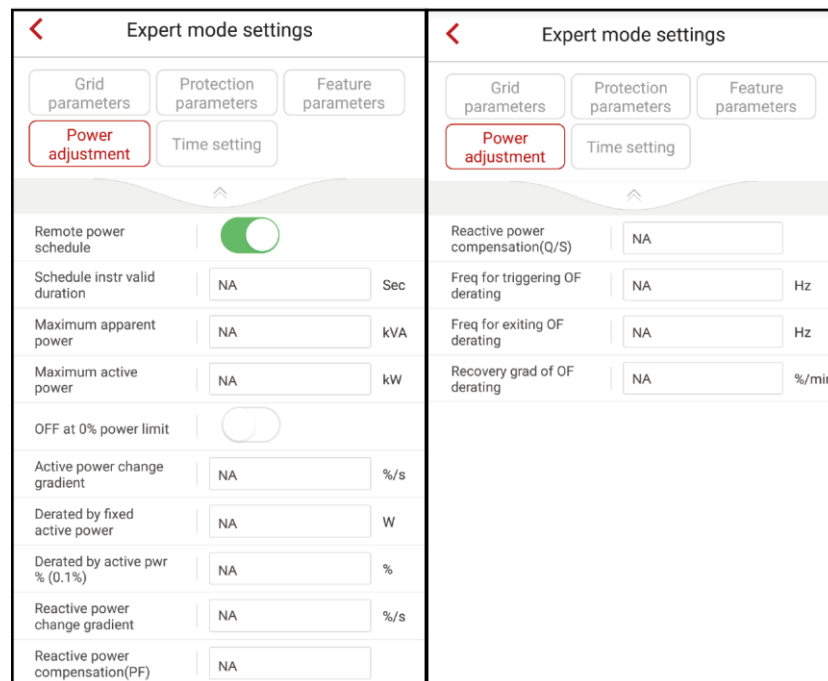 Expert mode settings
Grid
parameters
Protection
parameters
Feature
parameters
Power
adjustment
Time setting
Remote power
schedule
Schedule instr valid
duration
NA
Sec
Maximum apparent
power
NA
kVA
Maximum active
power
NA
kW
OFF at 0% power limit
Active power change
gradient
NA
%/s
Derated by fixed
active power
NA
W
Derated by active pwr
% (0.1%)
NA
%
Reactive power
change gradient
NA
%/s
Reactive power
compensation(PF)
NA
Expert mode settings
Grid
parameters
Protection
parameters
Feature
parameters
Power
adjustment
Time setting
Reactive power
compensation(Q/S)
NA
Freq for triggering OF
derating
NA
Hz
Freq for exiting OF
derating
NA
Hz
Recovery grad of OF
derating
NA
%/min